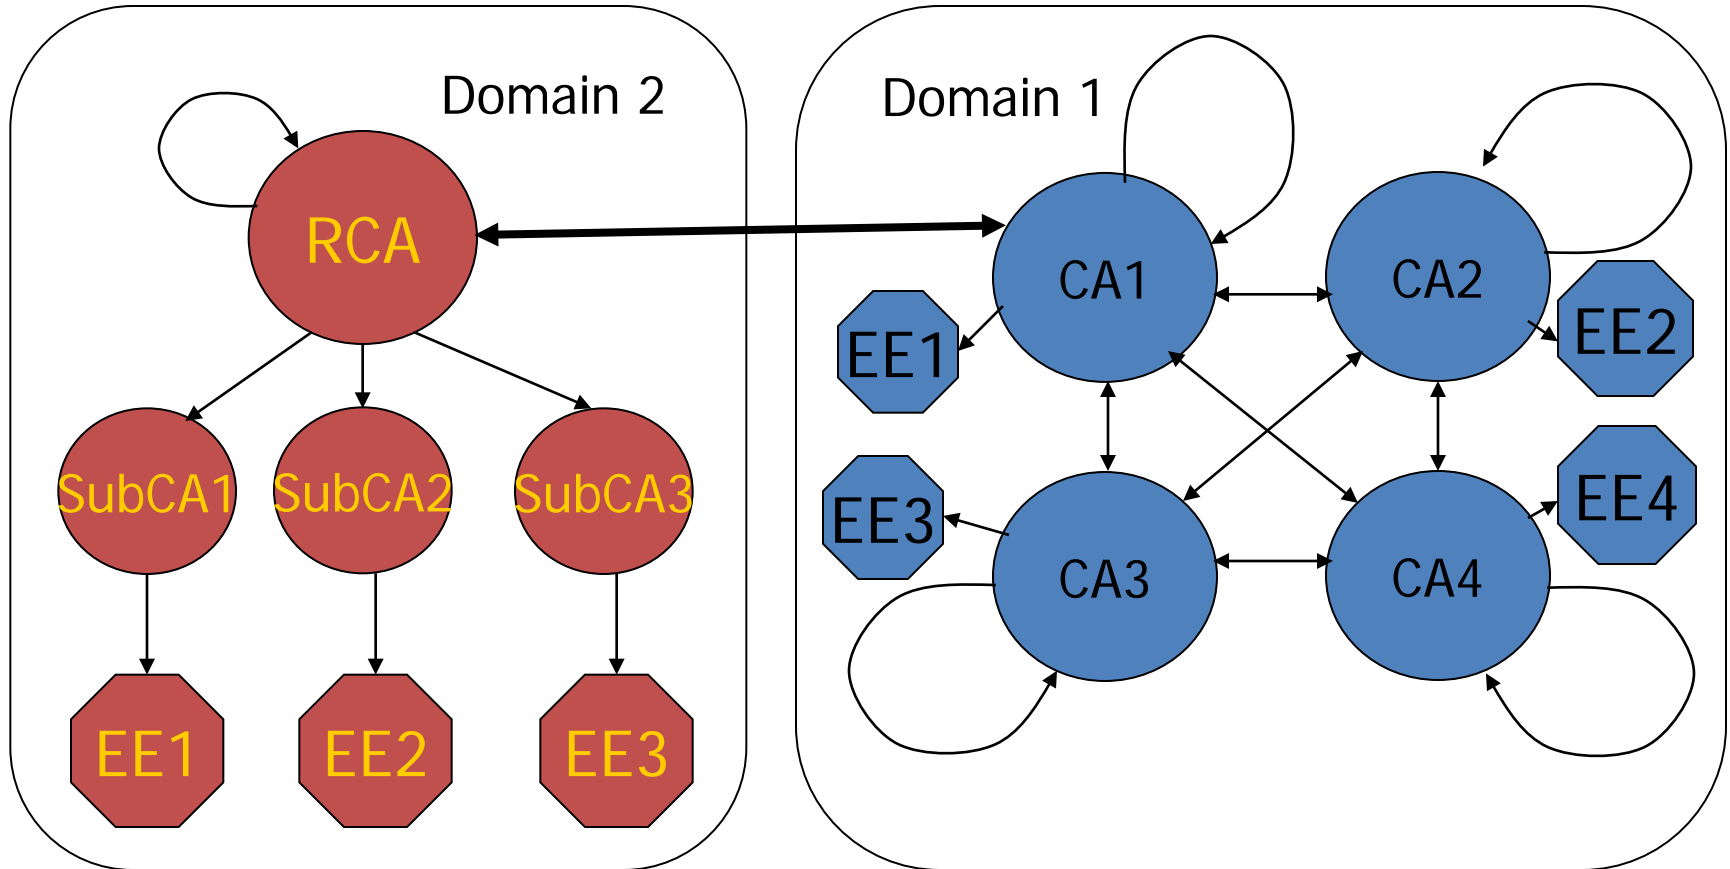 Domain 2
RCA
SubCA1
SubCA2
SubCA3
EE1
EE2
EE3
Domain 1
CA1
CA2
EE1
EE2
EE3
EE4
CA3
CA4